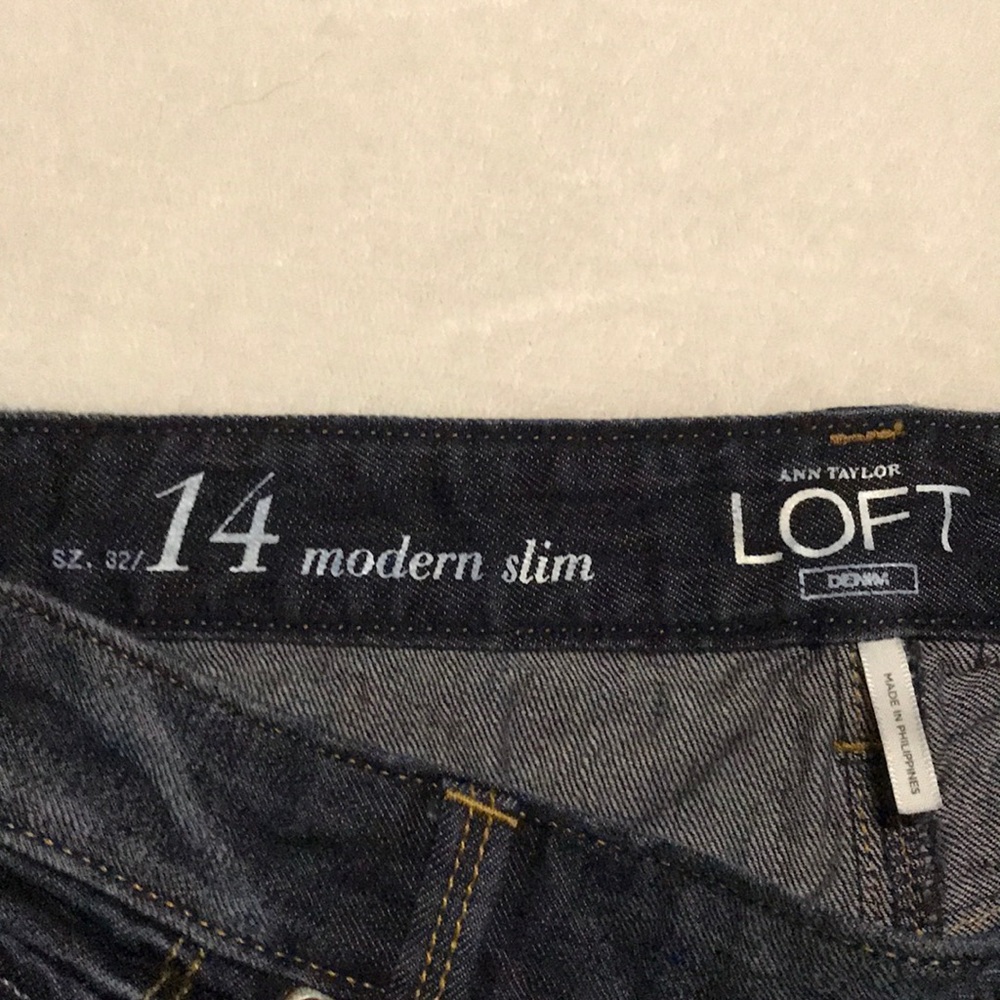 SZ. 32/14 modern slim
ANN TAYLOR
LOFT
DENIM
MADE IN PHILIPPINES